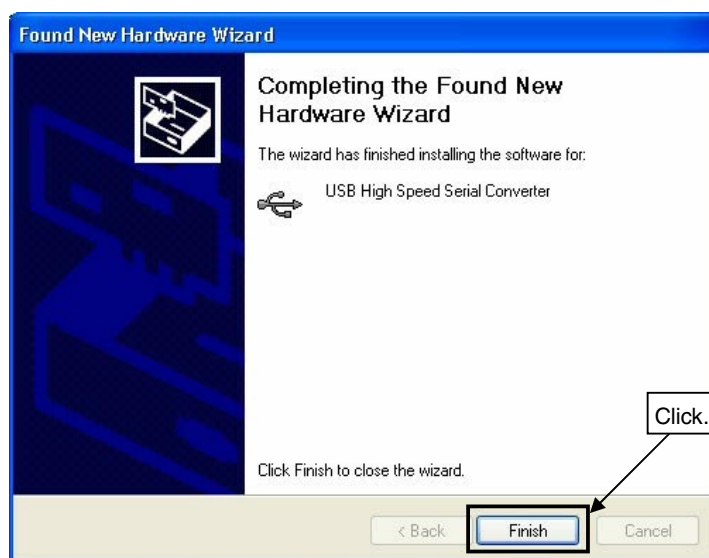 Found New Hardware Wizard
Completing the Found New
Hardware Wizard
The wizard has finished installing the software for:
USB High Speed Serial Converter
Click.
Click Finish to close the wizard.
< Back
Finish
Cancel